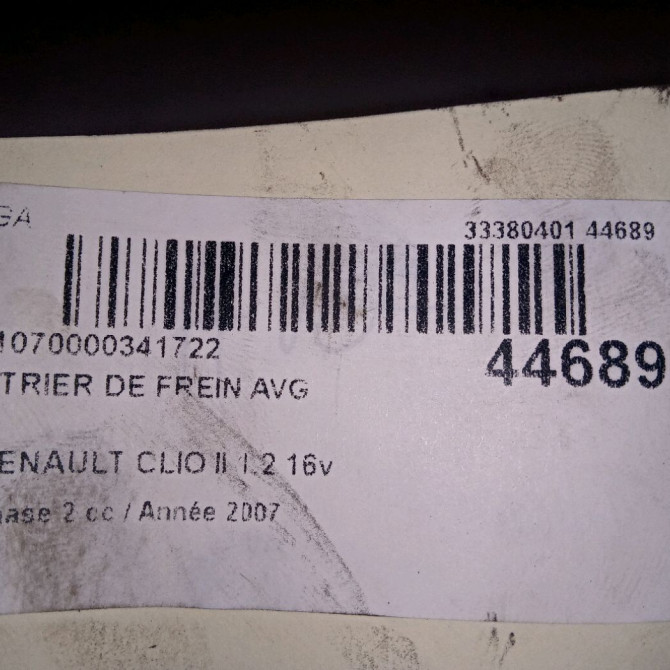 GA
33380401 44689
1070000341722
44689
TRIER DE FREIN AVG
ENAULT CLIO II 1.2 16v
hase 2 cc / Année 2007